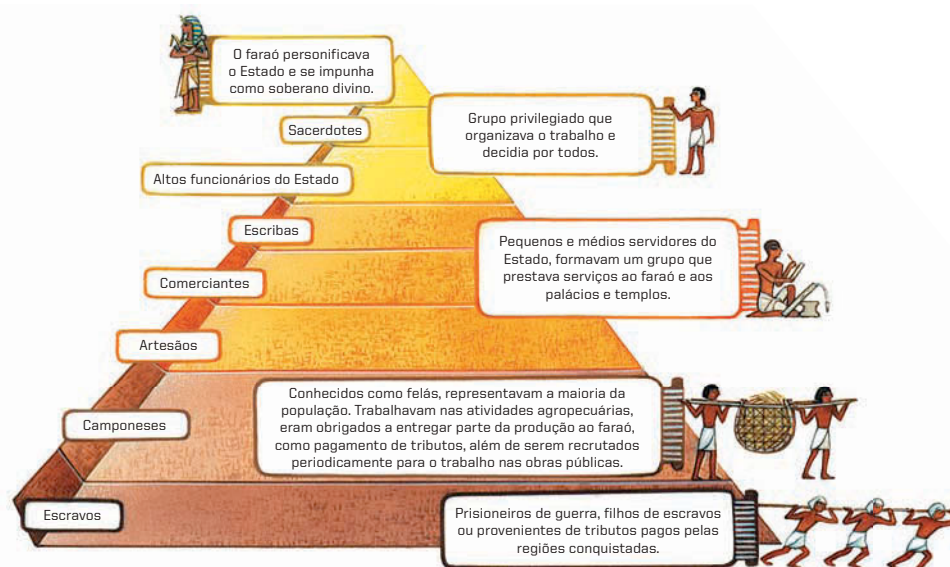 O faraó personificava
o Estado e se impunha
como soberano divino.
Sacerdotes
Grupo privilegiado que
organizava o trabalho e
decidia por todos.
Altos funcionários do Estado
Escribas
Pequenos e médios servidores do
Estado, formavam um grupo que
prestava serviços ao faraó e aos
palácios e templos.
Comerciantes
Artesãos
Conhecidos como felás, representavam a maioria da
população. Trabalhavam nas atividades agropecuárias,
eram obrigados a entregar parte da produção ao faraó,
como pagamento de tributos, além de serem recrutados
periodicamente para o trabalho nas obras públicas.
Camponeses
Escravos
Prisioneiros de guerra, filhos de escravos
ou provenientes de tributos pagos pelas
regiões conquistadas.